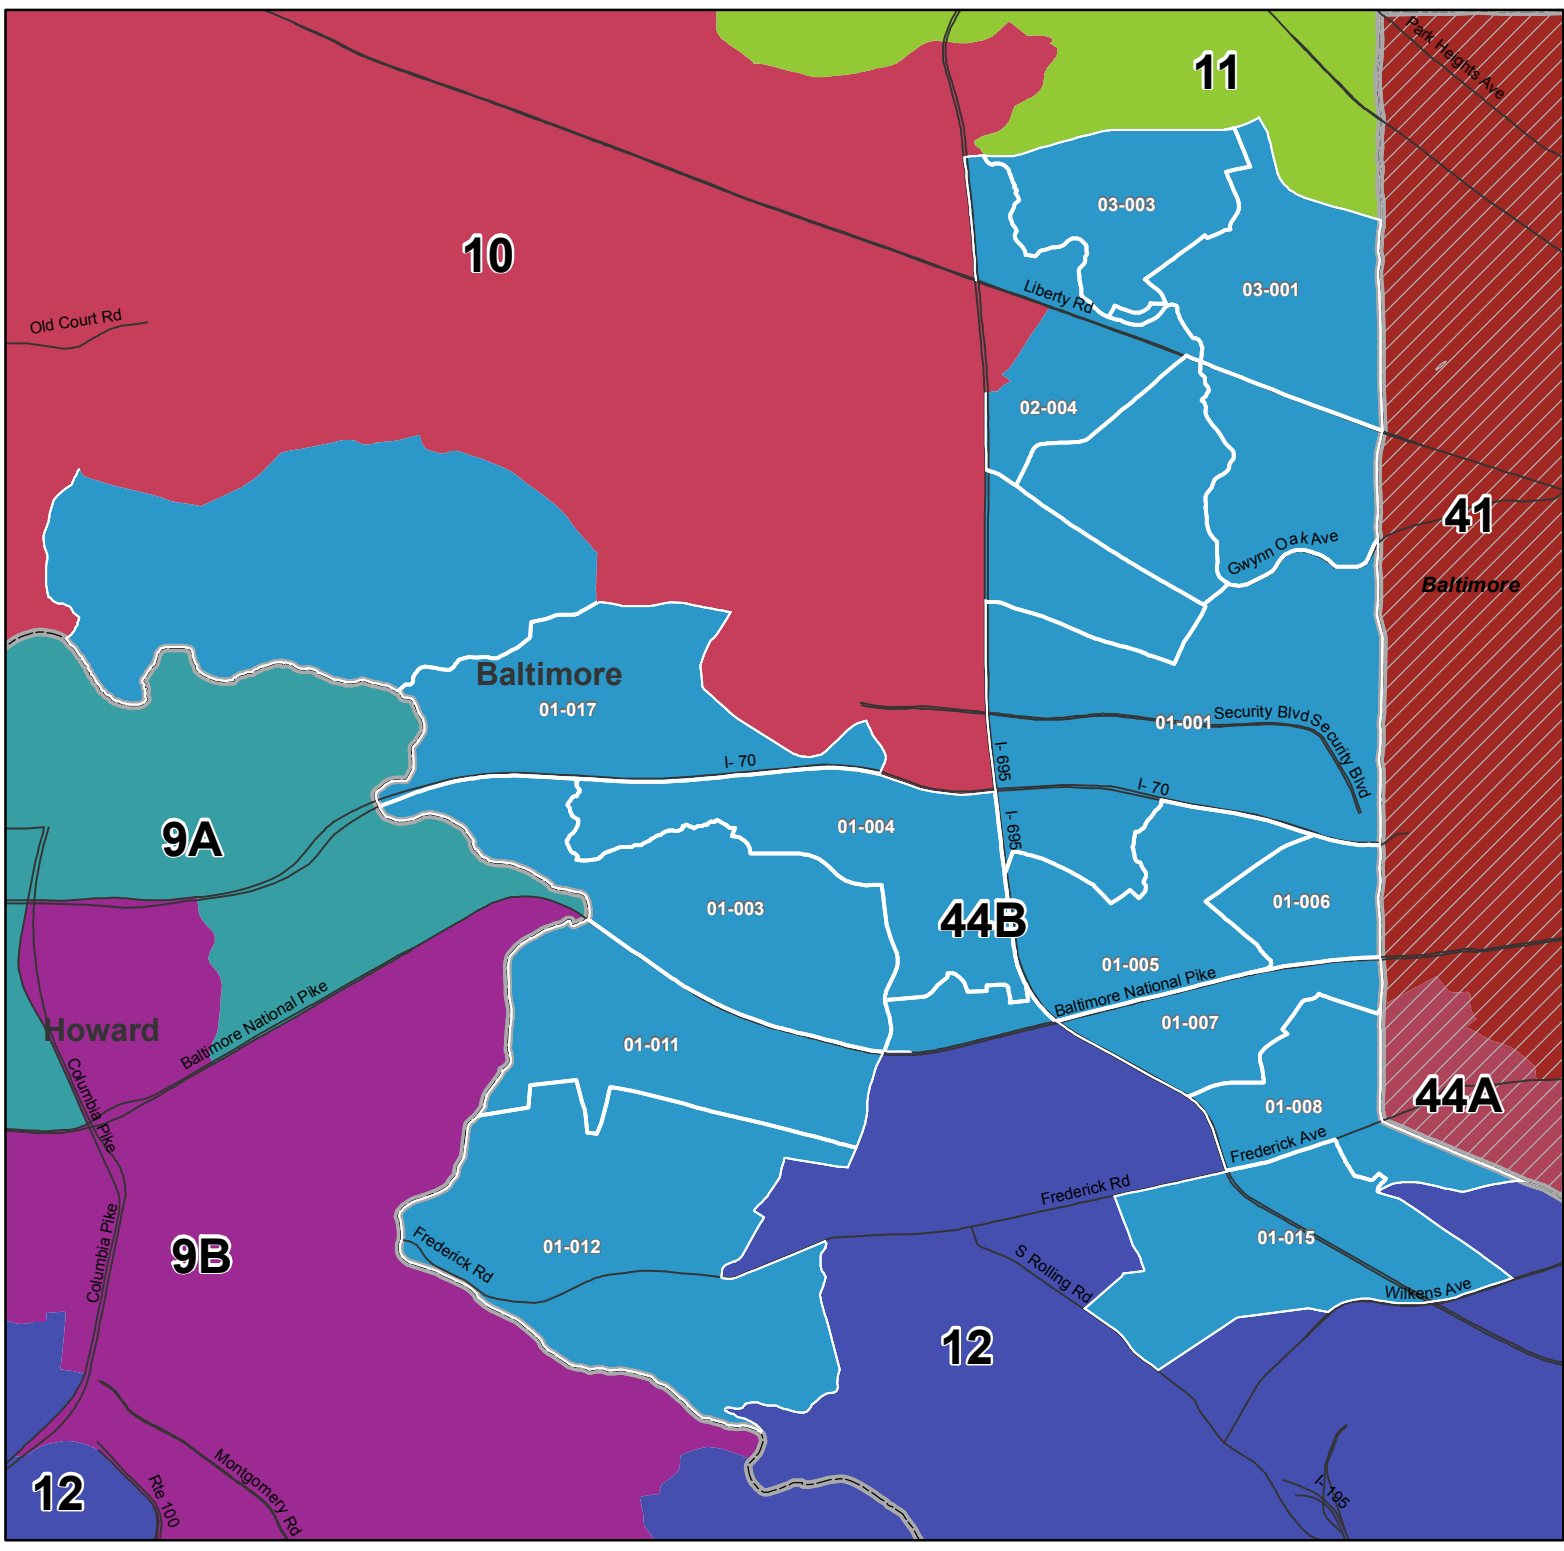 Park Heights Ave
11
03-003
10
03-001
Liberty Rd
Old Court Rd
02-004
41
Gwynn Oak Ave
Baltimore
Baltimore
01-017
Security Blvd
Security Blvd
01-001
I- 695
I- 70
I- 70
01-004
I- 695
9A
01-006
01-003
44B
01-005
Baltimore National Pike
Baltimore National Pike
01-007
Howard
01-011
Columbia Pike
44A
01-008
Frederick Ave
Frederick Rd
Columbia Pike
01-015
01-012
9B
Frederick Rd
S Rolling Rd
Wilkens Ave
12
12
Montgomery Rd
Rte 100
I- 195